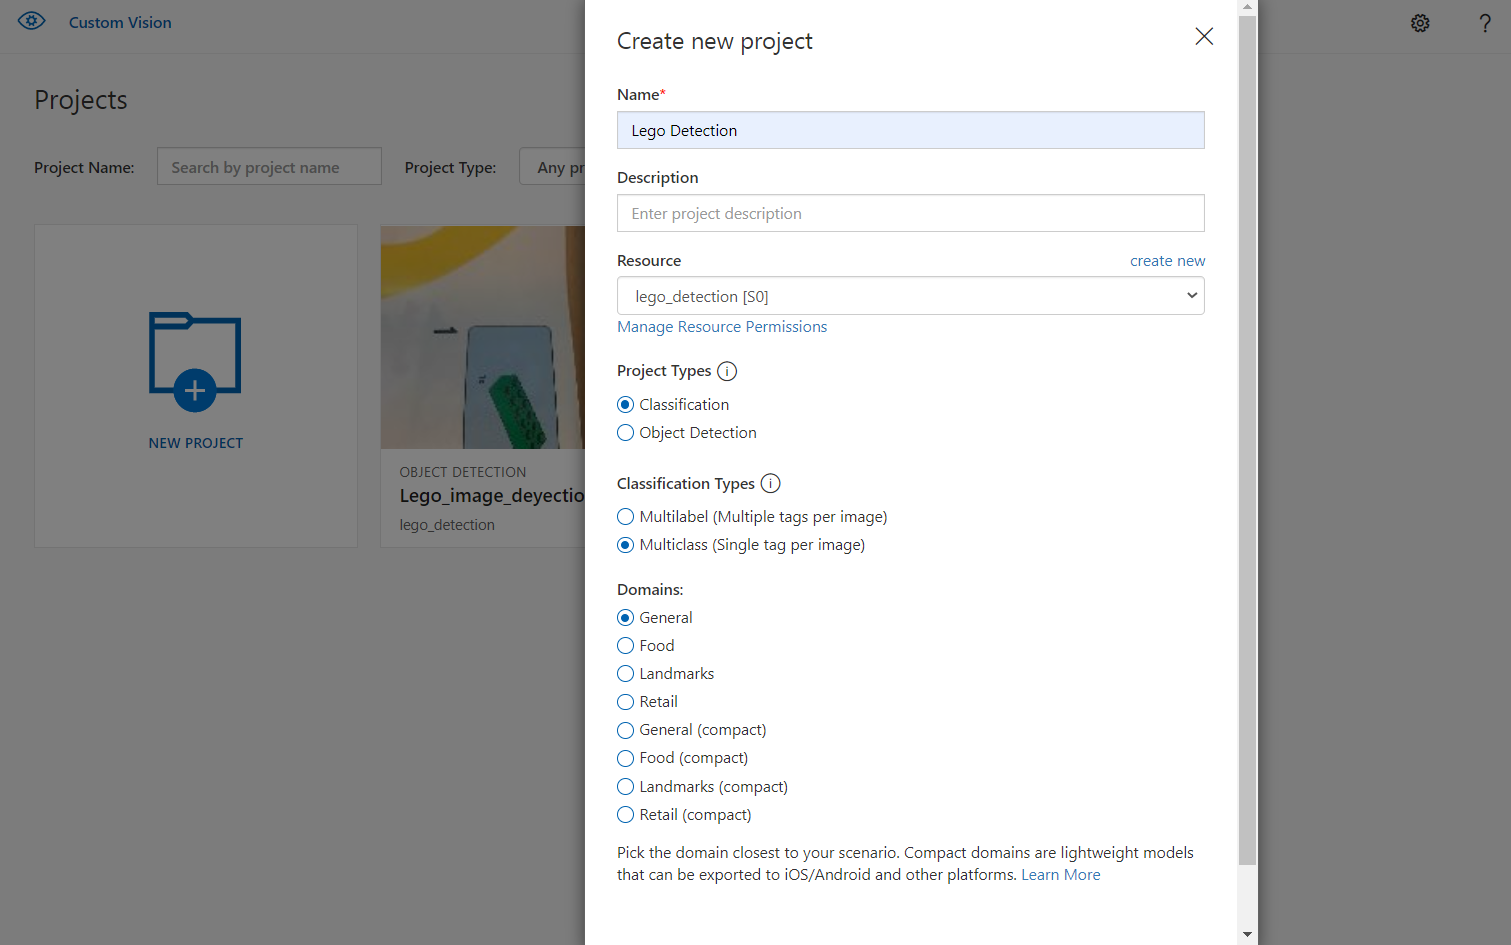 Custom Vision
?
Projects
Project Name:
Search by project name
Project Type:
Any pr
NEW PROJECT
OBJECT DETECTION
Lego_image_deyectio
lego_detection
Create new project
Name*
Lego Detection
Description
Enter project description
Resource
create new
lego_detection [S0]
Manage Resource Permissions
Project Types i
Classification
Object Detection
Classification Types i
Multilabel (Multiple tags per image)
Multiclass (Single tag per image)
Domains:
General
Food
Landmarks
Retail
General (compact)
Food (compact)
Landmarks (compact)
Retail (compact)
Pick the domain closest to your scenario. Compact domains are lightweight models
that can be exported to iOS/Android and other platforms. Learn More